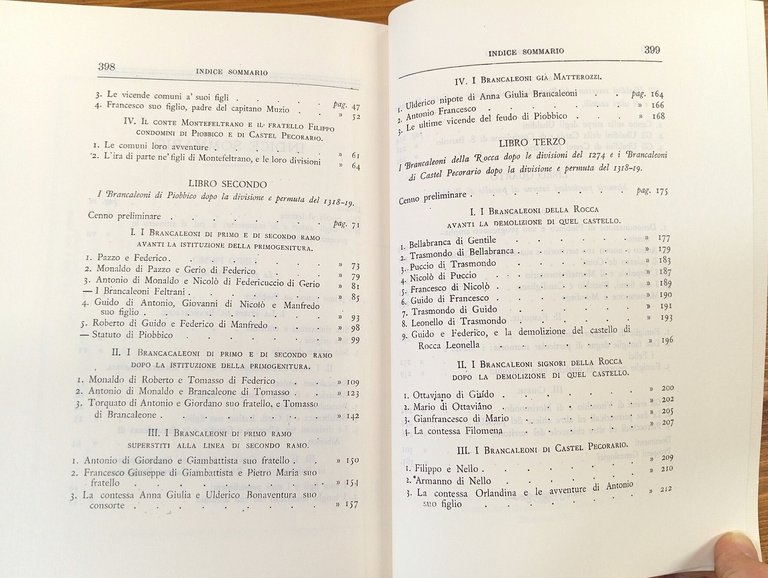 398
INDICE SOMMARIO
3. Le vicende comuni a' suoi figli . . . . . pag. 47
4. Francesco suo figlio, padre del capitano Muzio . . » 52
IV. Il conte Montefeltrano e il fratello Filippo
condomini di Piobbico e di Castel Pecorario.
1. Le comuni loro avventure . . . . . » 61
2. L'ira di parte ne' figli di Montefeltrano, e le loro divisioni » 64
LIBRO SECONDO
I Brancaleoni di Piobbico dopo la divisione e permuta del 1318-19.
Cenno preliminare . . . . . pag. 71
I. I Brancaleoni di primo e di secondo ramo
avanti la istituzione della primogenitura.
1. Pazzo e Federico. . . . . . » 73
2. Monaldo di Pazzo e Gerio di Federico . . . » 79
3. Antonio di Monaldo e Nicolò di Federicuccio di Gerio » 81
— I Brancaleoni Feltrani . . . . . » 85
4. Guido di Antonio, Giovanni di Nicolò e Manfredo
suo figlio . . . . . » 93
5. Roberto di Guido e Federico di Manfredo . . . » 98
— Statuto di Piobbico . . . . . » 99
II. I Brancaleoni di primo e di secondo ramo
dopo la istituzione della primogenitura.
1. Monaldo di Roberto e Tomasso di Federico . . » 109
2. Antonio di Monaldo e Brancaleone di Tomasso . . » 123
3. Torquato di Antonio e Giordano suo fratello, e Tomasso
di Brancaleone . . . . . » 142
III. I Brancaleoni di primo ramo
superstiti alla linea di secondo ramo.
1. Antonio di Giordano e Giambattista suo fratello . . » 150
2. Francesco Giuseppe di Giambattista e Pietro Maria suo
fratello . . . . . » 154
3. La contessa Anna Giulia e Ulderico Bonaventura suo
consorte . . . . . » 157
INDICE SOMMARIO
399
IV. I Brancaleoni già Matterozzi.
1. Ulderico nipote di Anna Giulia Brancaleoni . . pag. 164
2. Antonio Francesco . . . . . » 166
3. Le ultime vicende del feudo di Piobbico . . . » 168
LIBRO TERZO
I Brancaleoni della Rocca dopo le divisioni del 1274 e i Brancaleoni
di Castel Pecorario dopo la divisione e permuta del 1318-19.
Cenno preliminare . . . . . pag. 175
I. I Brancaleoni della Rocca
avanti la demolizione di quel castello.
1. Bellabranca di Gentile . . . . . » 177
2. Trasmondo di Bellabranca . . . . . » 179
3. Puccio di Trasmondo . . . . . » 183
4. Nicolò di Puccio . . . . . » 187
5. Francesco di Nicolò . . . . . » 189
6. Guido di Francesco . . . . . » 190
7. Trasmondo di Guido . . . . . » 191
8. Leonello di Trasmondo . . . . . » 193
9. Guido e Federico, e la demolizione del castello di
Rocca Leonella . . . . . » 196
II. I Brancaleoni signori della Rocca
dopo la demolizione di quel castello.
1. Ottaviano di Guido . . . . . » 200
2. Mario di Ottaviano . . . . . » 202
3. Gianfrancesco di Mario . . . . . » 205
4. La contessa Filomena . . . . . » 207
III. I Brancaleoni di Castel Pecorario.
1. Filippo e Nello . . . . . » 209
2. Armanno di Nello . . . . . » 210
3. La contessa Orlandina e le avventure di Antonio
suo figlio . . . . . » 212